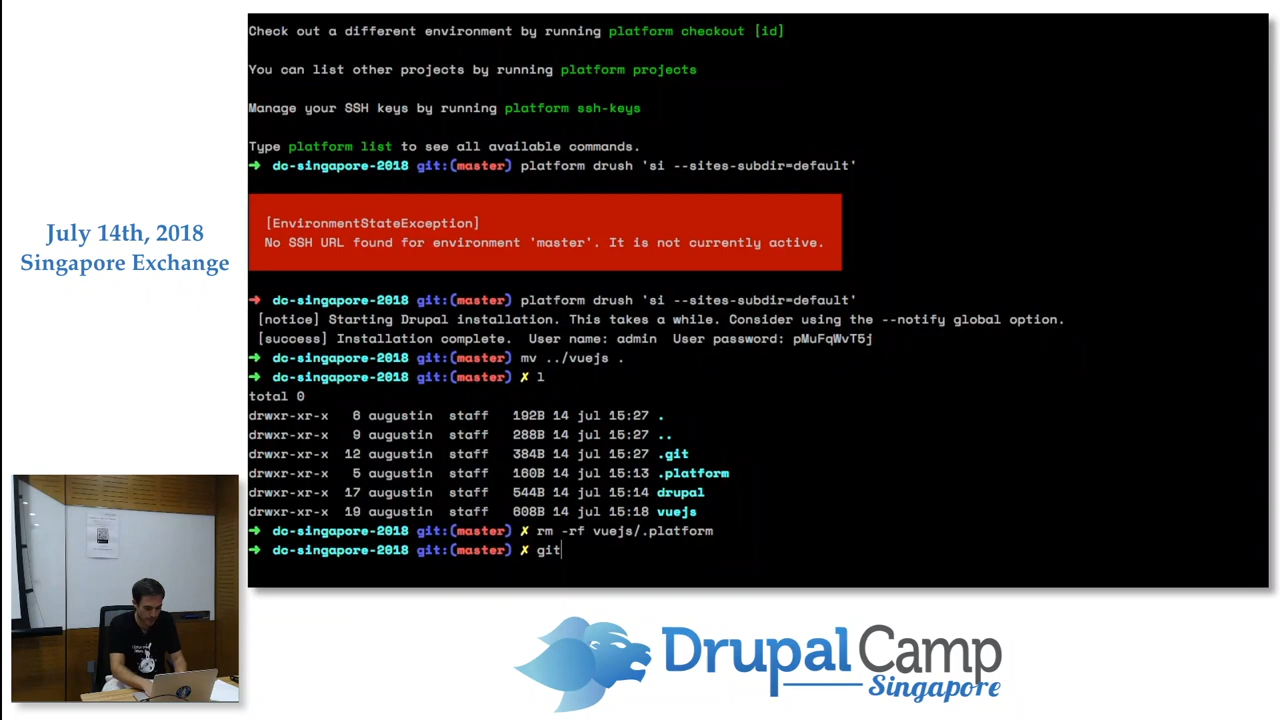 July 14th, 2018
Singapore Exchange
Check out a different environment by running platform checkout [id]
You can list other projects by running platform projects
Manage your SSH keys by running platform ssh-keys
Type platform list to see all available commands.
➜ dc-singapore-2018 git:(master) platform drush 'si --sites-subdir=default'
[EnvironmentStateException]
No SSH URL found for environment 'master'. It is not currently active.
➜ dc-singapore-2018 git:(master) platform drush 'si --sites-subdir=default'
[notice] Starting Drupal installation. This takes a while. Consider using the --notify global option.
[success] Installation complete. User name: admin User password: pMuFqWvT5j
➜ dc-singapore-2018 git:(master) mv ../vuejs .
➜ dc-singapore-2018 git:(master) ✗ l
total 0
drwxr-xr-x 6 augustin staff 192B 14 jul 15:27 .
drwxr-xr-x 9 augustin staff 288B 14 jul 15:27 ..
drwxr-xr-x 12 augustin staff 384B 14 jul 15:27 .git
drwxr-xr-x 5 augustin staff 160B 14 jul 15:13 .platform
drwxr-xr-x 17 augustin staff 544B 14 jul 15:14 drupal
drwxr-xr-x 19 augustin staff 608B 14 jul 15:18 vuejs
➜ dc-singapore-2018 git:(master) ✗ rm -rf vuejs/.platform
➜ dc-singapore-2018 git:(master) ✗ git
DrupalCamp
Singapore